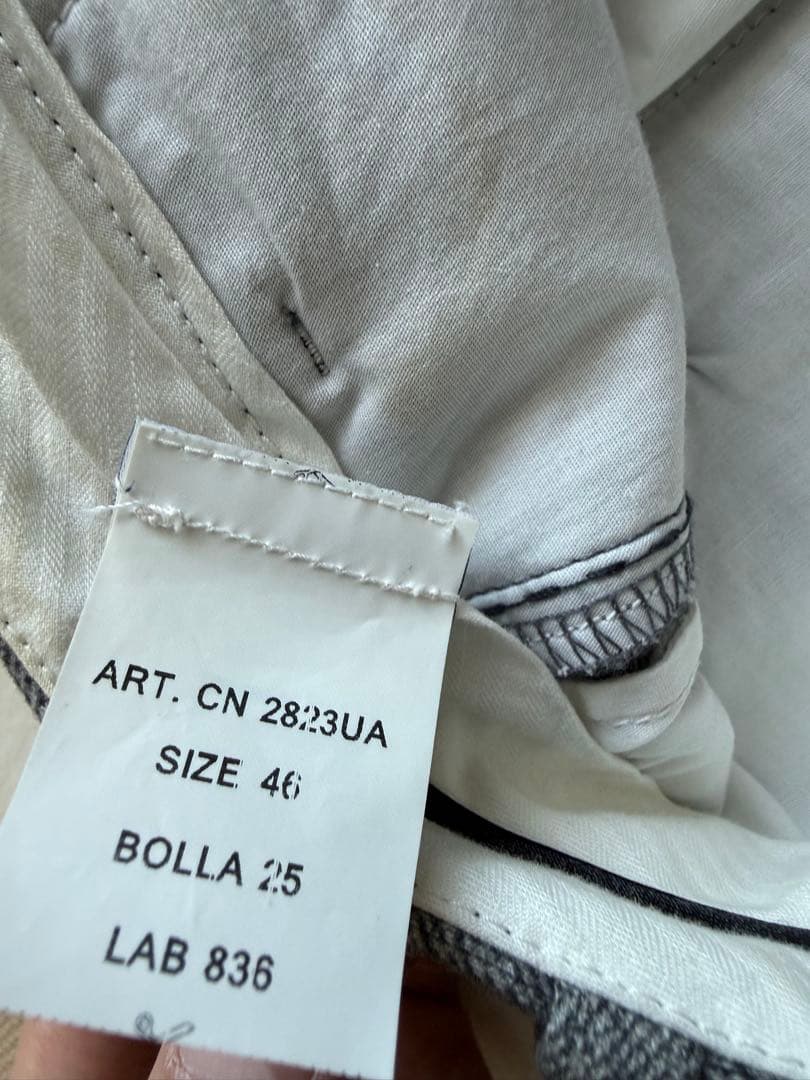 ART. CN 2823UA
SIZE 46
BOLLA 25
LAB 836